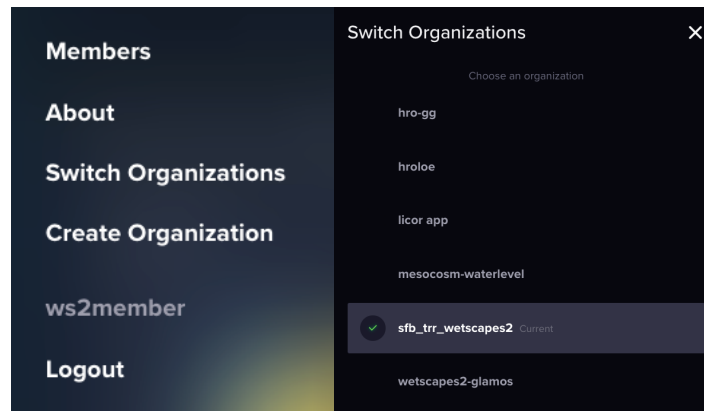 Members
About
Switch Organizations
Create Organization
ws2member
Logout
Switch Organizations
Choose an organization
hro-gg
hroloe
licor app
mesocosm-waterlevel
sfb_trr_wetscapes2 Current
wetscapes2-glamos